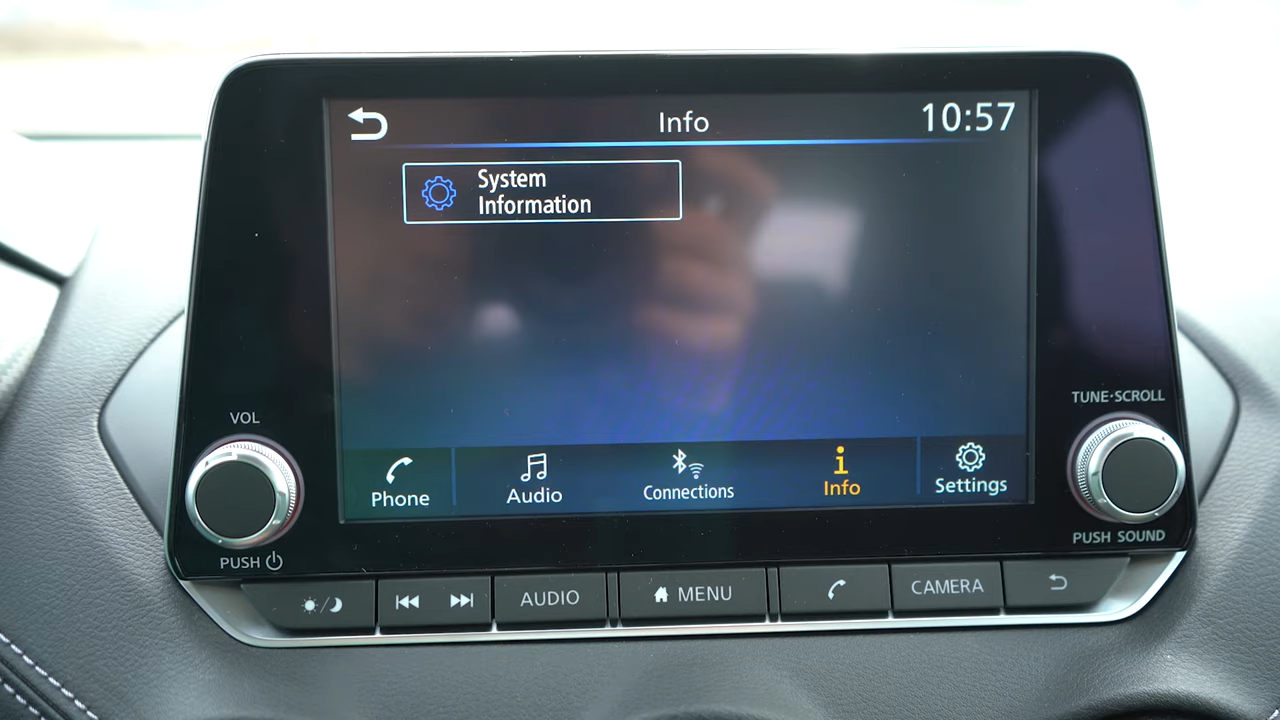 Info
10:57
System
Information
VOL
TUNE·SCROLL
Phone
Audio
Connections
Info
Settings
PUSH
PUSH SOUND
AUDIO
MENU
CAMERA